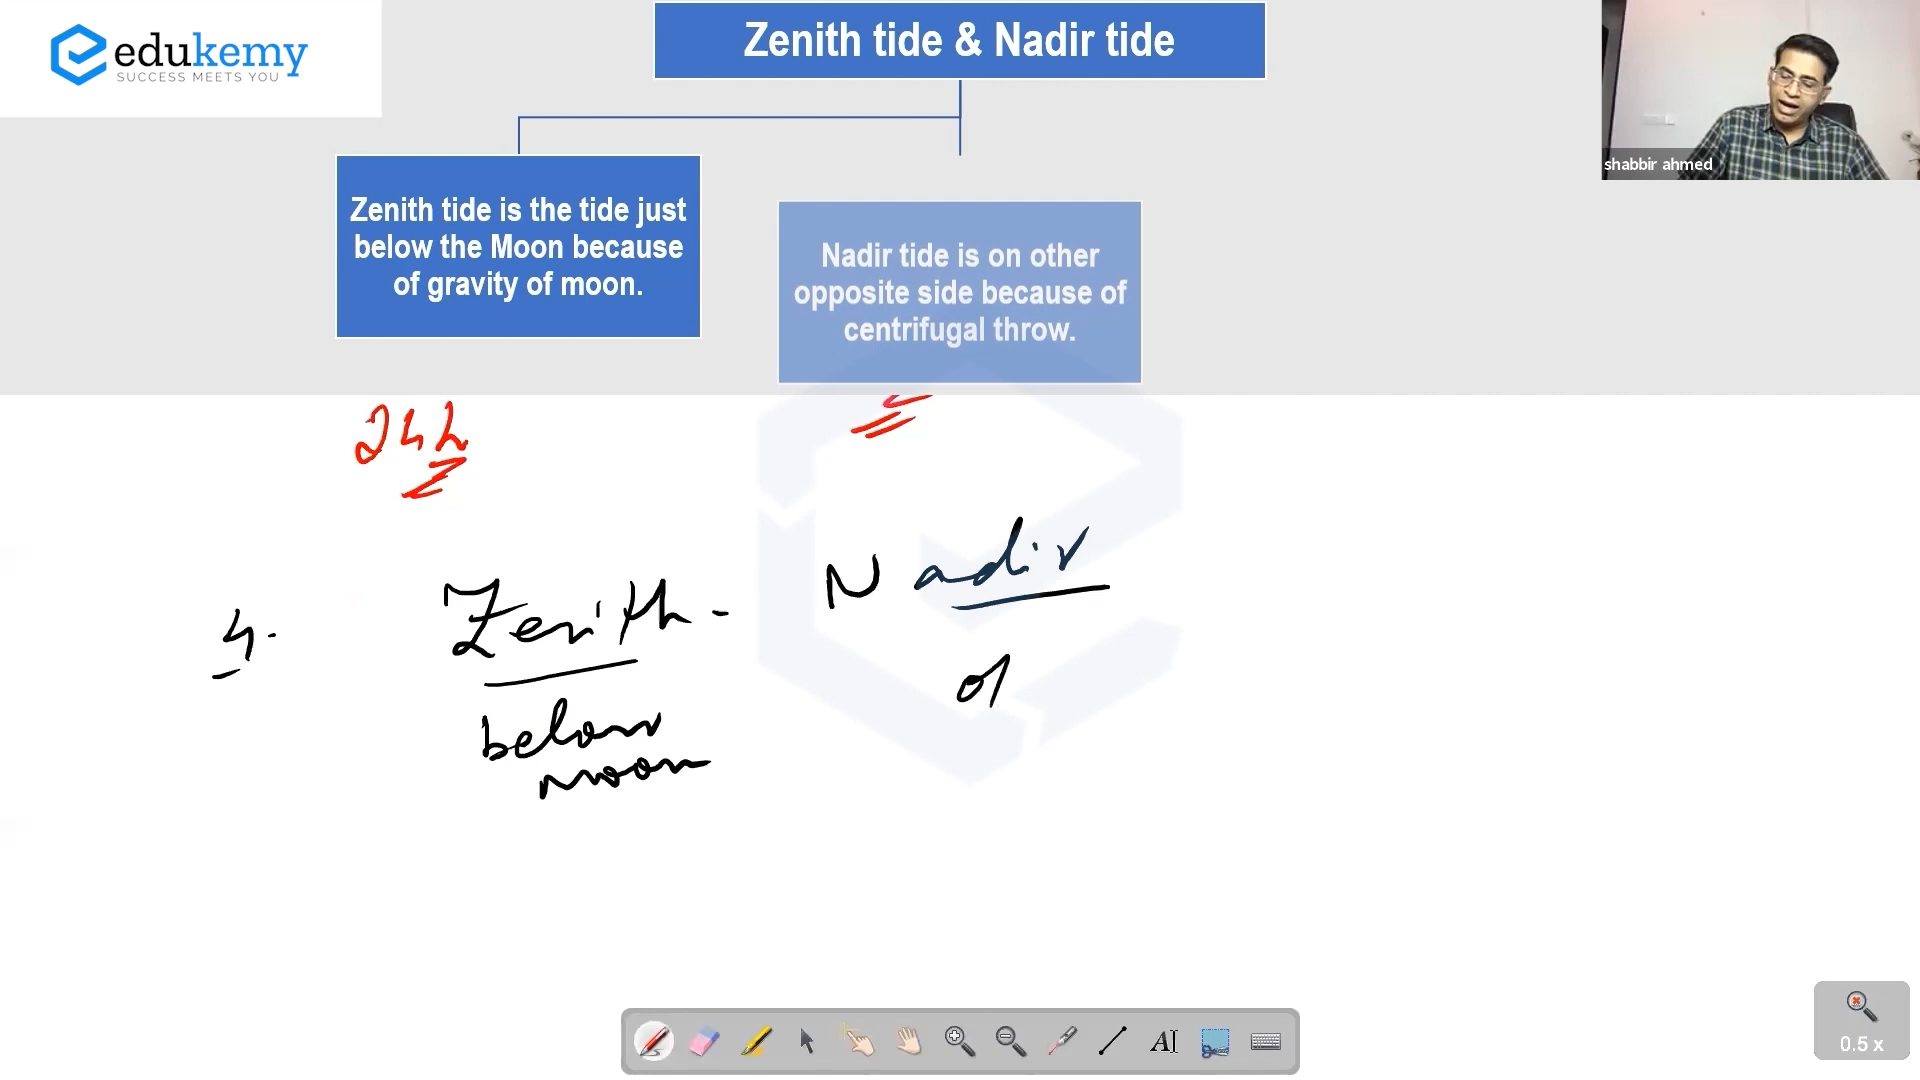 edukemy
SUCCESS MEETS YOU
Zenith tide & Nadir tide
shabbir ahmed
Zenith tide is the tide just
below the Moon because
of gravity of moon.
Nadir tide is on other
opposite side because of
centrifugal throw.
24h
4.
Zenith -
Nadir
below
moon
A
0.5 x